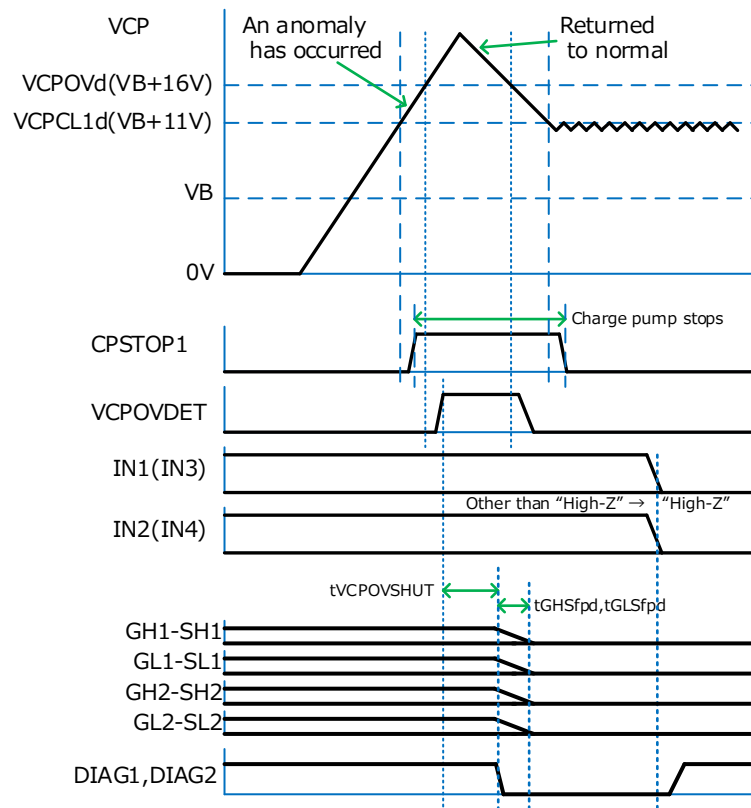 VCP
An anomaly
has occurred
Returned
to normal
VCPOVd(VB+16V)
VCPCL1d(VB+11V)
VB
0V
Charge pump stops
CPSTOP1
VCPOVDET
IN1(IN3)
Other than “High-Z” → “High-Z”
IN2(IN4)
tVCPOVSHUT
tGHSfpd,tGLSfpd
GH1-SH1
GL1-SL1
GH2-SH2
GL2-SL2
DIAG1,DIAG2